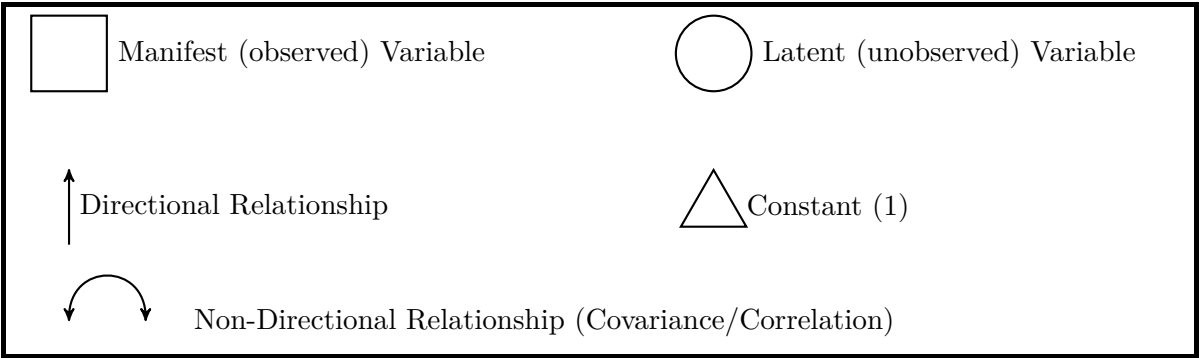 Manifest (observed) Variable
Latent (unobserved) Variable
Directional Relationship
Constant (1)
Non-Directional Relationship (Covariance/Correlation)